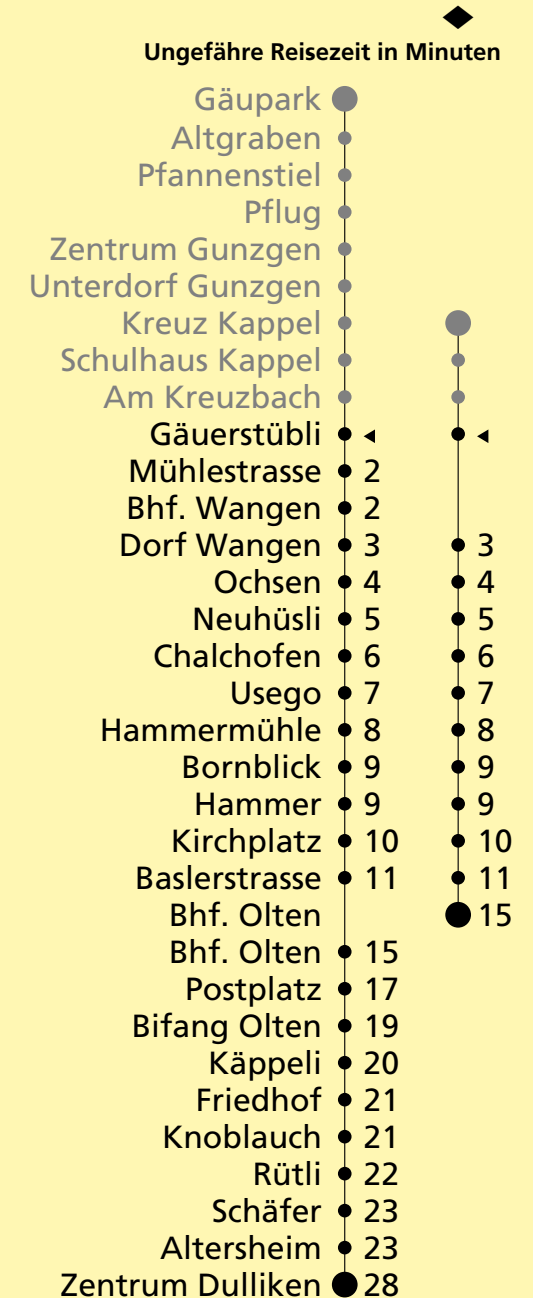 Ungefähre Reisezeit in Minuten
Gäupark
Altgraben
Pfannenstiel
Pflug
Zentrum Gunzgen
Unterdorf Gunzgen
Kreuz Kappel
Schulhaus Kappel
Am Kreuzbach
Gäuerstübli
Mühlestrasse 2
Bhf. Wangen 2
Dorf Wangen 3 3
Ochsen 4 4
Neuhüsli 5 5
Chalchofen 6 6
Usego 7 7
Hammermühle 8 8
Bornblick 9 9
Hammer 9 9
Kirchplatz 10 10
Baslerstrasse 11 11
Bhf. Olten 15
Bhf. Olten 15
Postplatz 17
Bifang Olten 19
Käppeli 20
Friedhof 21
Knoblauch 21
Rütli 22
Schäfer 23
Altersheim 23
Zentrum Dulliken 28